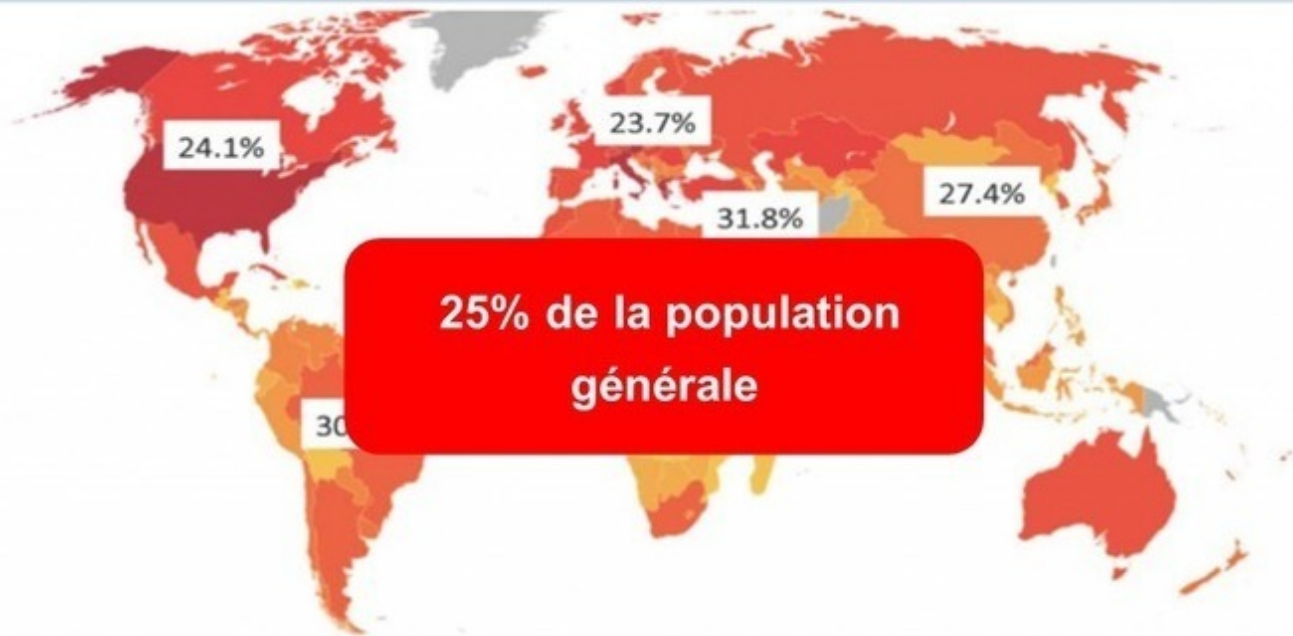 23.7%
24.1%
27.4%
31.8%
25% de la population
générale
30